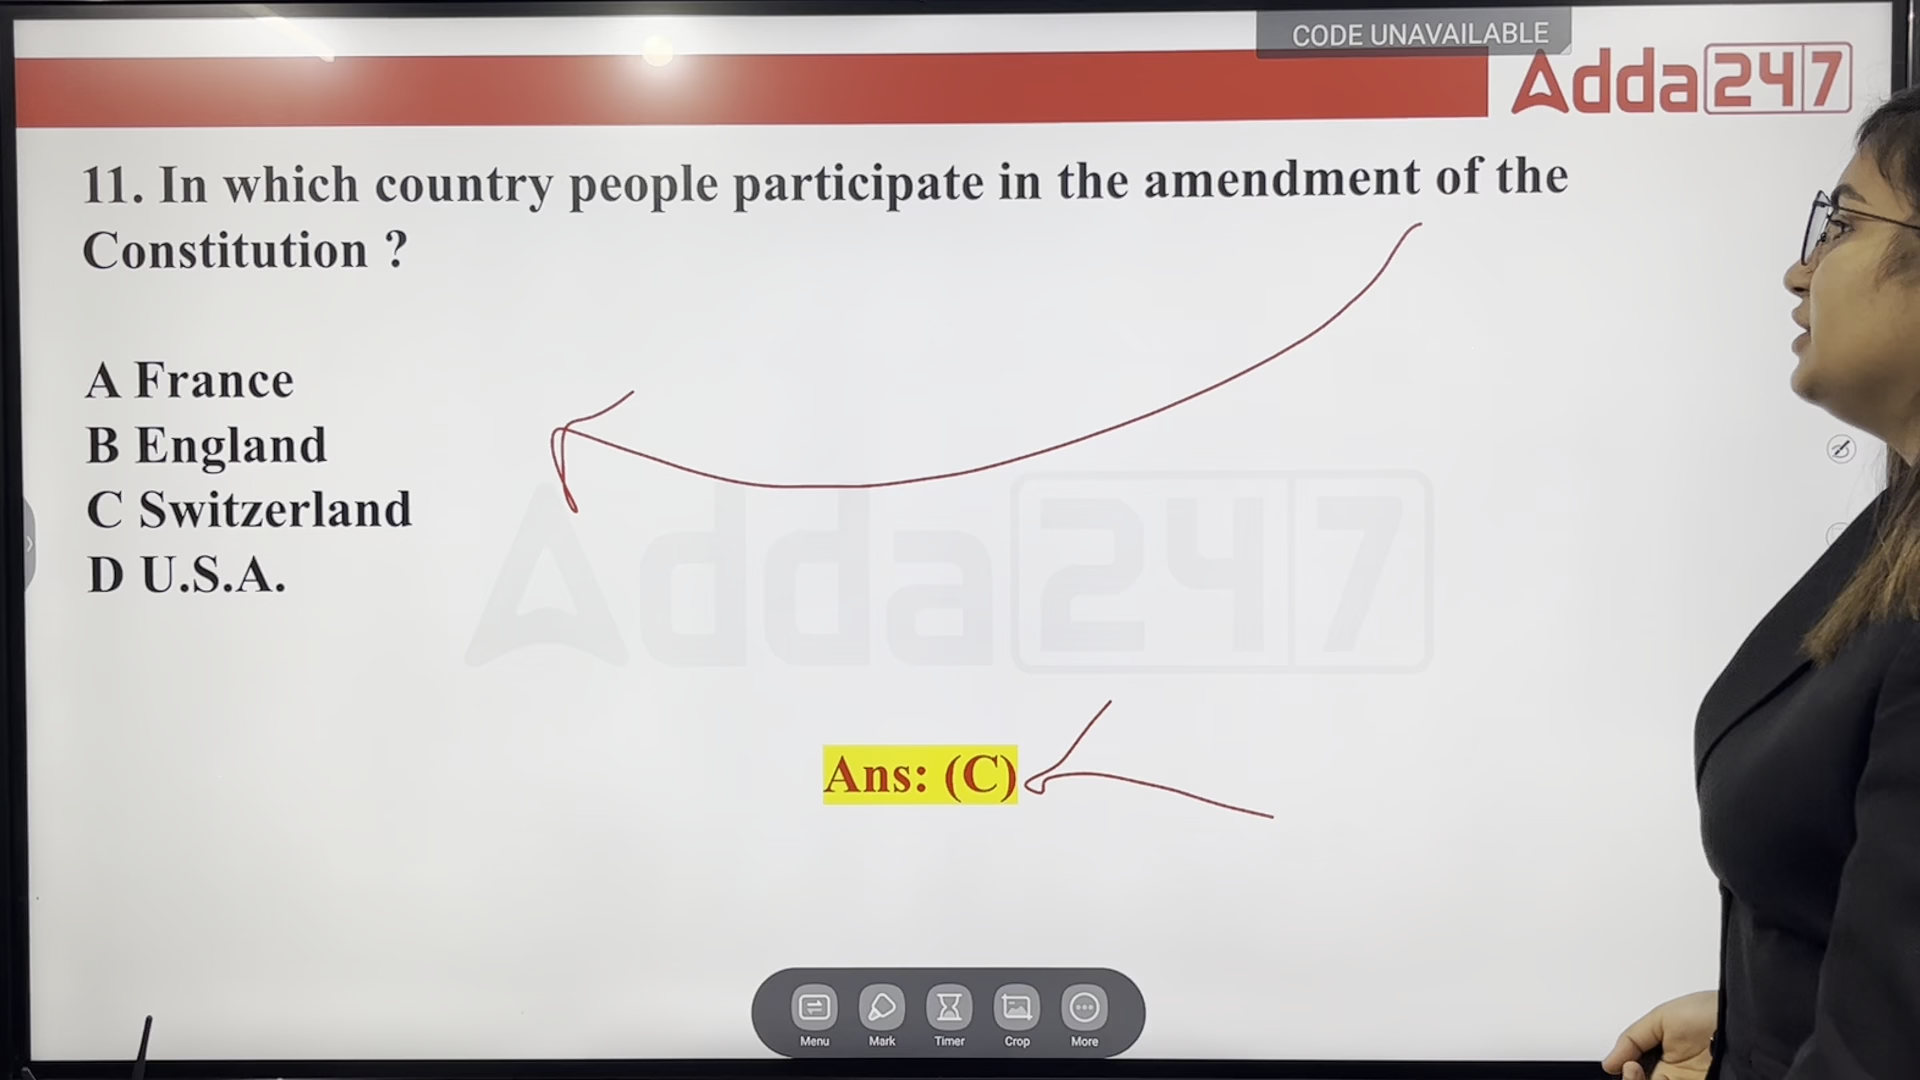 CODE UNAVAILABLE
Adda247
11. In which country people participate in the amendment of the
Constitution ?
A France
B England
C Switzerland
D U.S.A.
Adda247
Ans: (C)
Menu Mark Timer Crop More